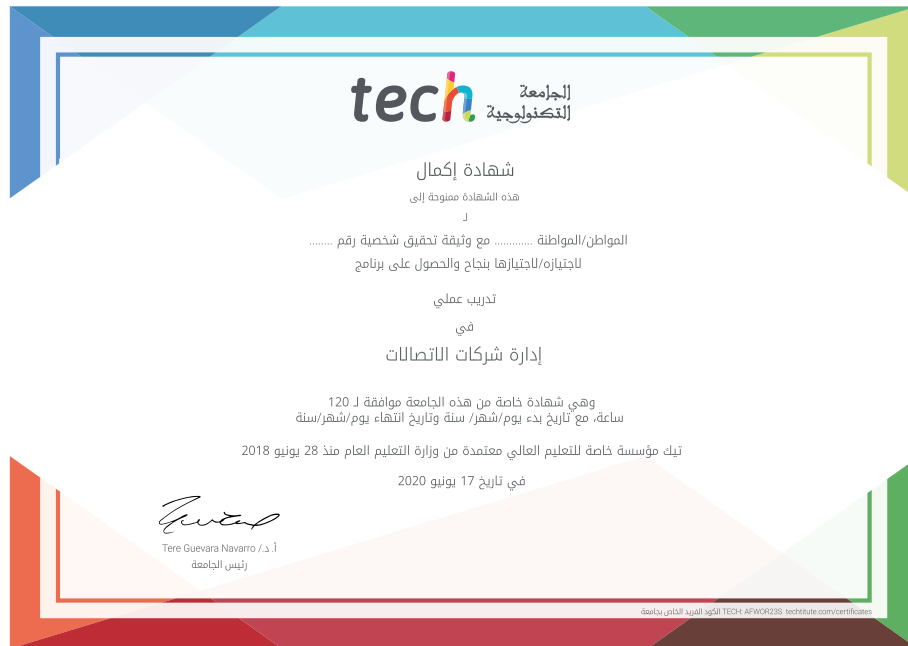 tech
الجامعة
التكنولوجية
شهادة إكمال
هذه الشهادة ممنوحة إلى
لـ
المواطن/المواطنة ............. مع وثيقة تحقيق شخصية رقم ........
لاجتيازه/لاجتيازها بنجاح والحصول على برنامج
تدريب عملي
في
إدارة شركات الاتصالات
وهي شهادة خاصة من هذه الجامعة موافقة لـ 120
ساعة، مع تاريخ بدء يوم/شهر/ سنة وتاريخ انتهاء يوم/شهر/سنة
تيك مؤسسة خاصة للتعليم العالي معتمدة من وزارة التعليم العام منذ 28 يونيو 2018
في تاريخ 17 يونيو 2020
أ. د./ Tere Guevara Navarro
رئيس الجامعة
الكود الفريد الخاص بجامعة TECH: AFWOR23S techtitute.com/certificates